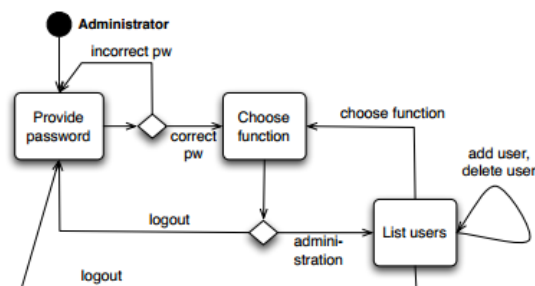 Administrator
incorrect pw
Provide
password
correct
pw
Choose
function
choose function
add user,
delete user
logout
admini-
stration
List users
logout